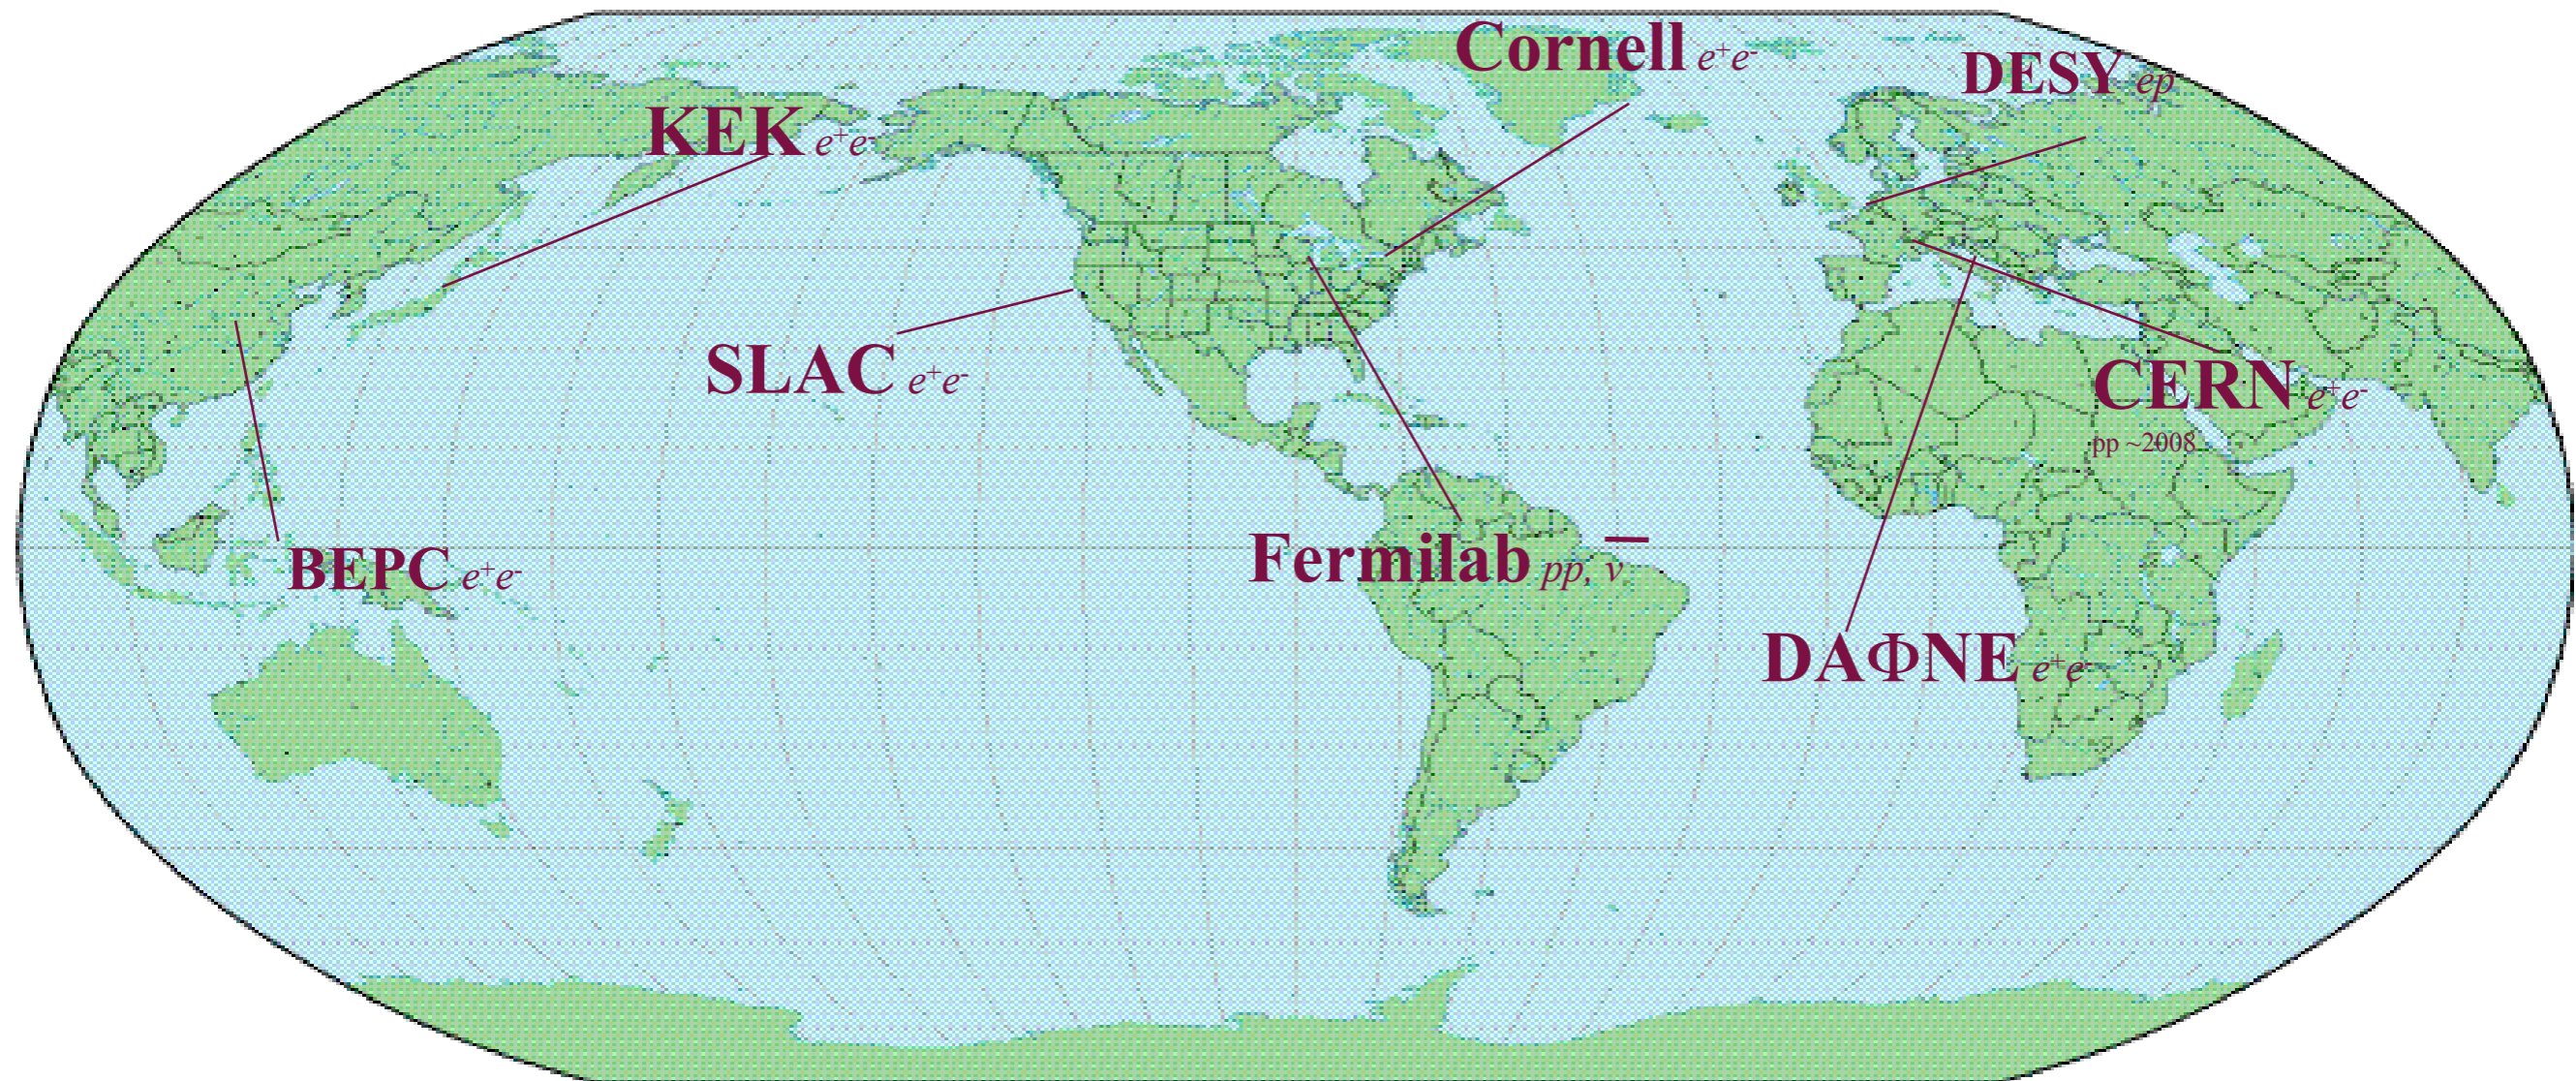 Cornell e⁺e⁻
DESY ep
KEK e⁺e⁻
SLAC e⁺e⁻
CERN e⁺e⁻
pp ~2008
Fermilab pp, ν
BEPC e⁺e⁻
DAΦNE e⁺e⁻